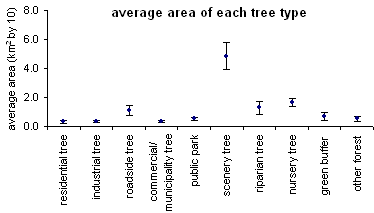 average area of each tree type
average area (km² by 10)
8.0
6.0
4.0
2.0
0.0
residential tree
industrial tree
roadside tree
commercial/
municipality tree
public park
scenery tree
riparian tree
nursery tree
green buffer
other forest